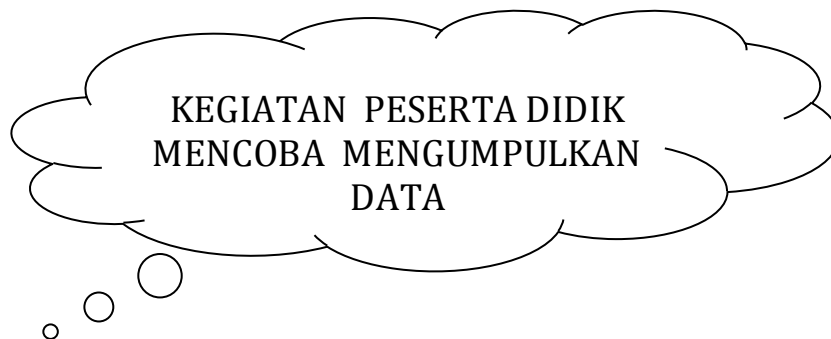 KEGIATAN PESERTA DIDIK
MENCOBA MENGUMPULKAN
DATA